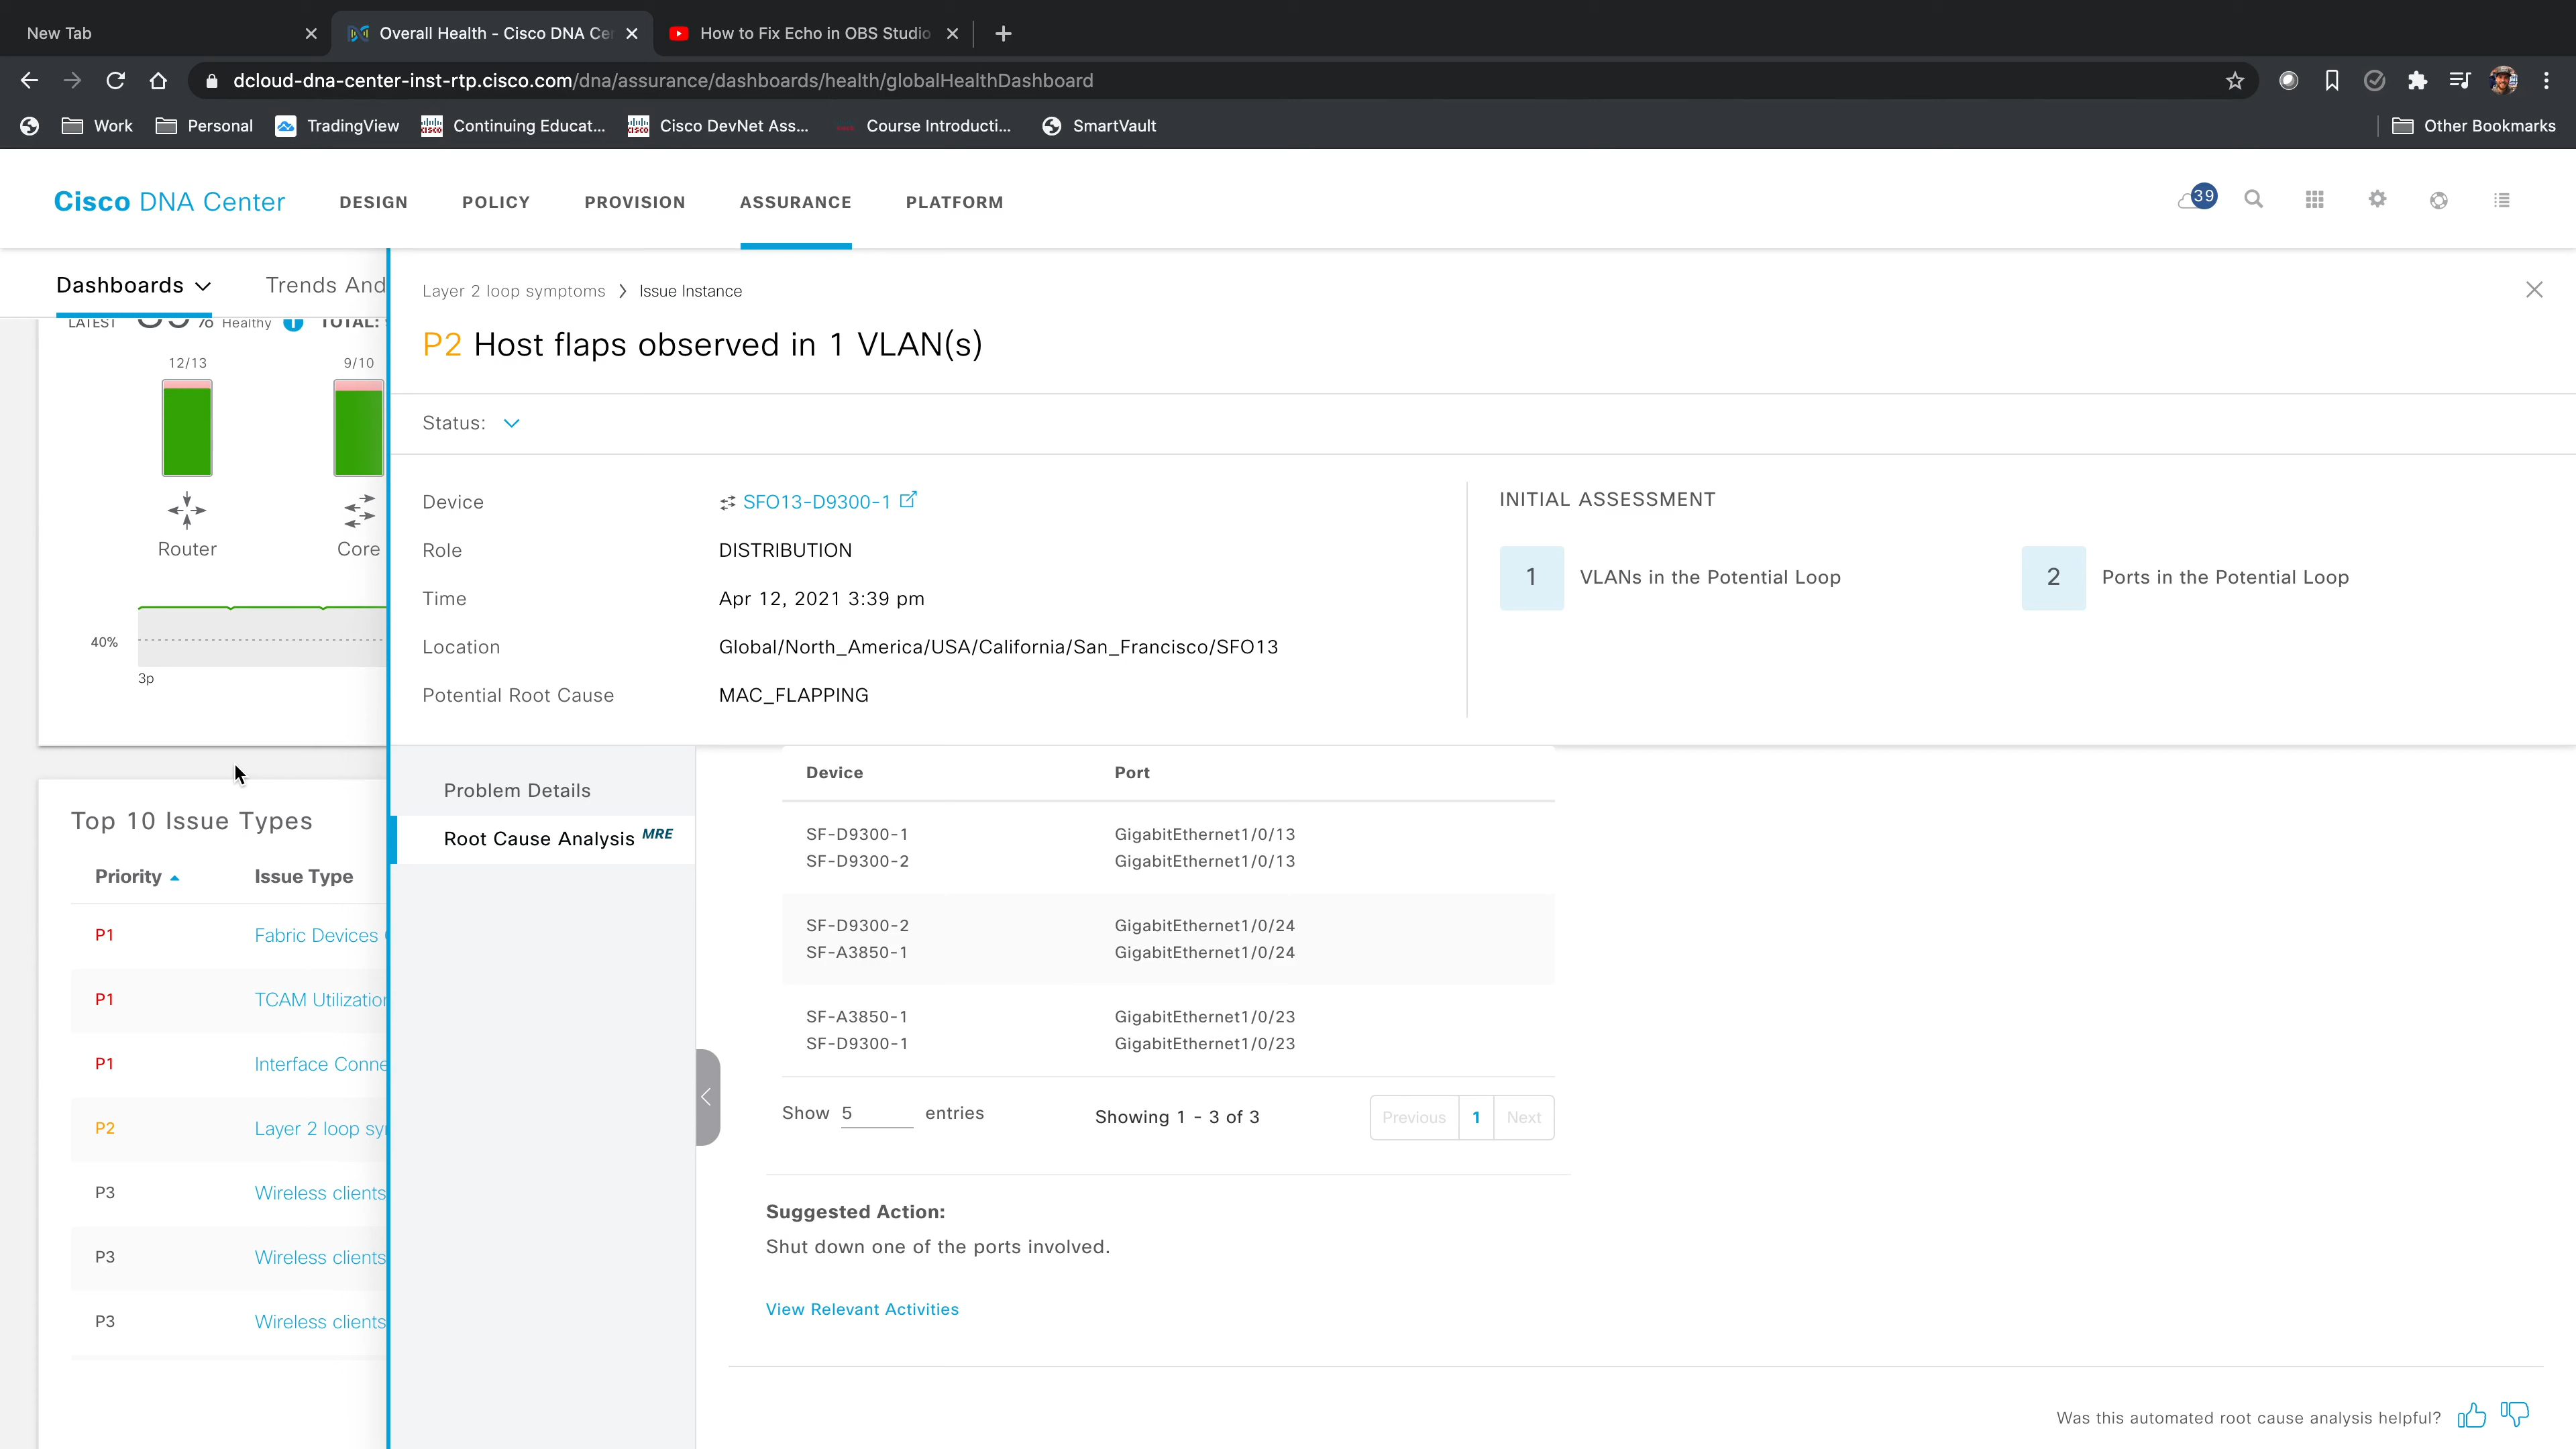 New Tab
Overall Health - Cisco DNA Ce
How to Fix Echo in OBS Studio
dcloud-dna-center-inst-rtp.cisco.com/dna/assurance/dashboards/health/globalHealthDashboard
Work
Personal
TradingView
Continuing Educat...
Cisco DevNet Ass...
Course Introducti...
SmartVault
Other Bookmarks
Cisco DNA Center
DESIGN
POLICY
PROVISION
ASSURANCE
PLATFORM
39
Dashboards
Trends And
LATEST % Healthy TOTAL:
12/13
9/10
Router
Core
40%
3p
Top 10 Issue Types
Priority Issue Type
P1 Fabric Devices
P1 TCAM Utilization
P1 Interface Conne
P2 Layer 2 loop sy
P3 Wireless clients
P3 Wireless clients
P3 Wireless clients
Layer 2 loop symptoms > Issue Instance
P2 Host flaps observed in 1 VLAN(s)
Status:
Device SFO13-D9300-1
Role DISTRIBUTION
Time Apr 12, 2021 3:39 pm
Location Global/North_America/USA/California/San_Francisco/SFO13
Potential Root Cause MAC_FLAPPING
INITIAL ASSESSMENT
1 VLANs in the Potential Loop
2 Ports in the Potential Loop
Problem Details
Root Cause Analysis MRE
Device Port
SF-D9300-1 GigabitEthernet1/0/13
SF-D9300-2 GigabitEthernet1/0/13
SF-D9300-2 GigabitEthernet1/0/24
SF-A3850-1 GigabitEthernet1/0/24
SF-A3850-1 GigabitEthernet1/0/23
SF-D9300-1 GigabitEthernet1/0/23
Show 5 entries
Showing 1 - 3 of 3
Previous 1 Next
Suggested Action:
Shut down one of the ports involved.
View Relevant Activities
Was this automated root cause analysis helpful?